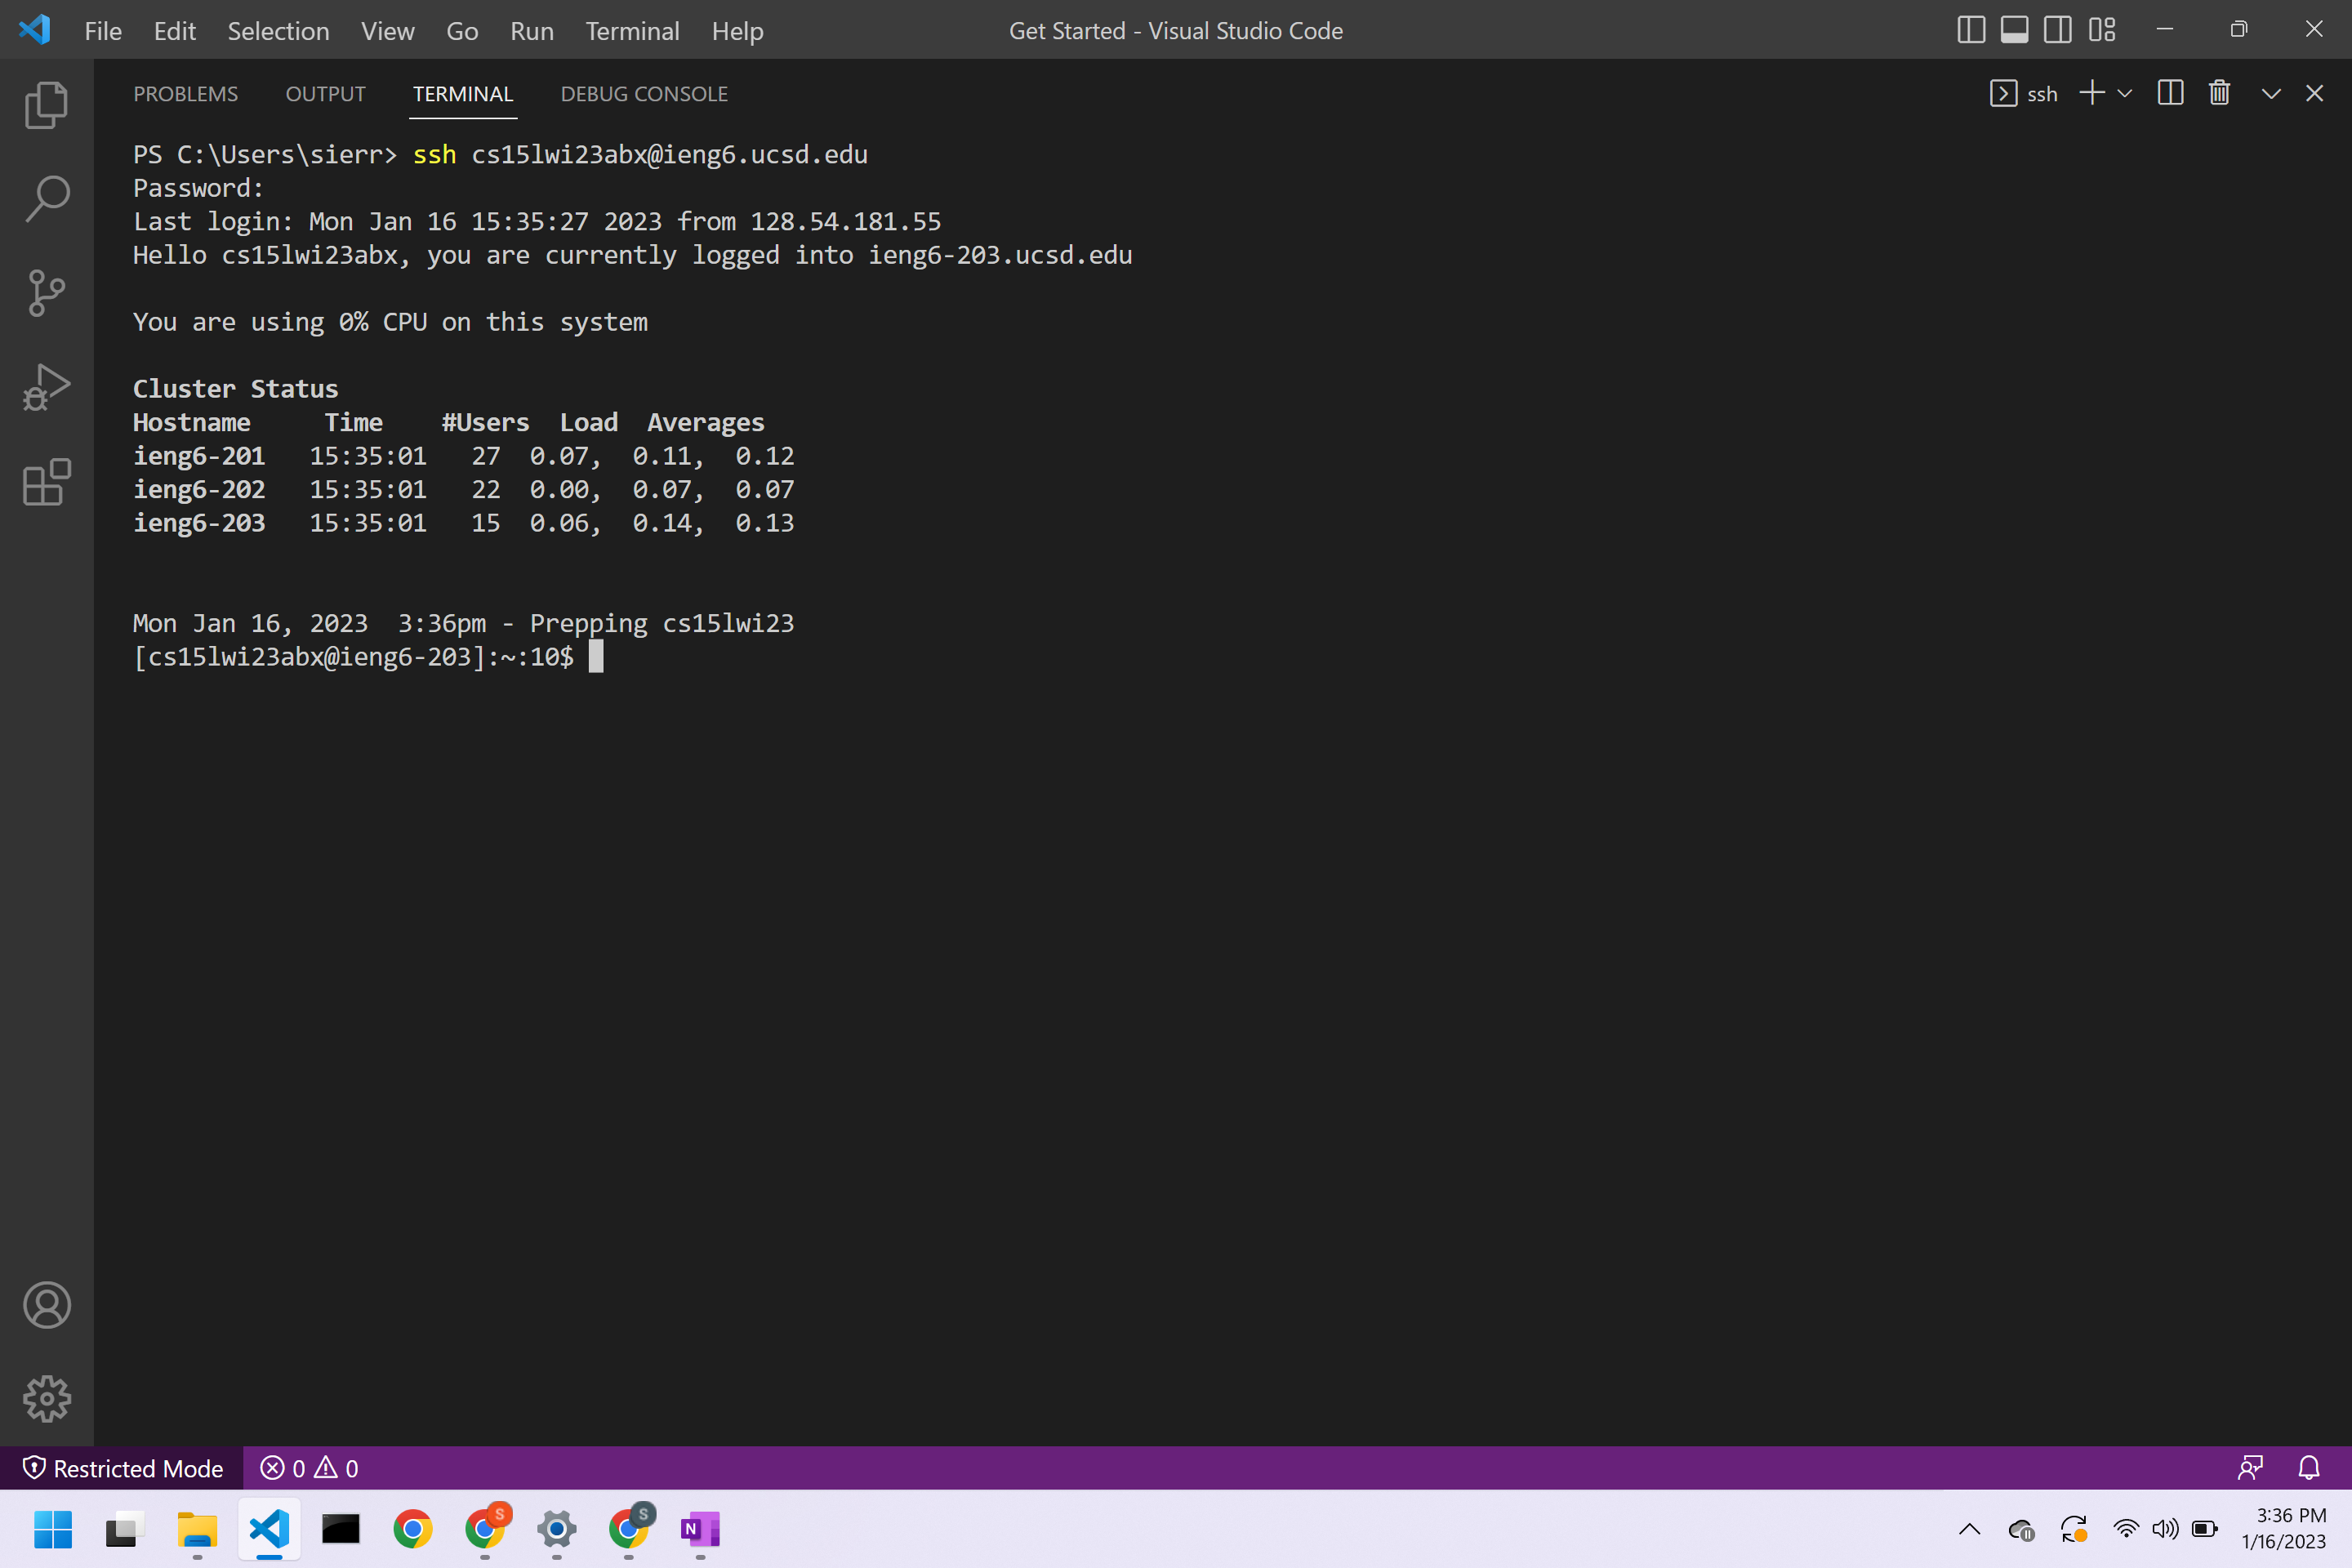 File Edit Selection View Go Run Terminal Help Get Started - Visual Studio Code
PROBLEMS OUTPUT TERMINAL DEBUG CONSOLE ssh
PS C:\Users\sierr> ssh cs15lwi23abx@ieng6.ucsd.edu
Password:
Last login: Mon Jan 16 15:35:27 2023 from 128.54.181.55
Hello cs15lwi23abx, you are currently logged into ieng6-203.ucsd.edu
You are using 0% CPU on this system
Cluster Status
Hostname Time #Users Load Averages
ieng6-201 15:35:01 27 0.07, 0.11, 0.12
ieng6-202 15:35:01 22 0.00, 0.07, 0.07
ieng6-203 15:35:01 15 0.06, 0.14, 0.13
Mon Jan 16, 2023 3:36pm - Prepping cs15lwi23
[cs15lwi23abx@ieng6-203]:~:10$
Restricted Mode 0 0
S S N
3:36 PM
1/16/2023